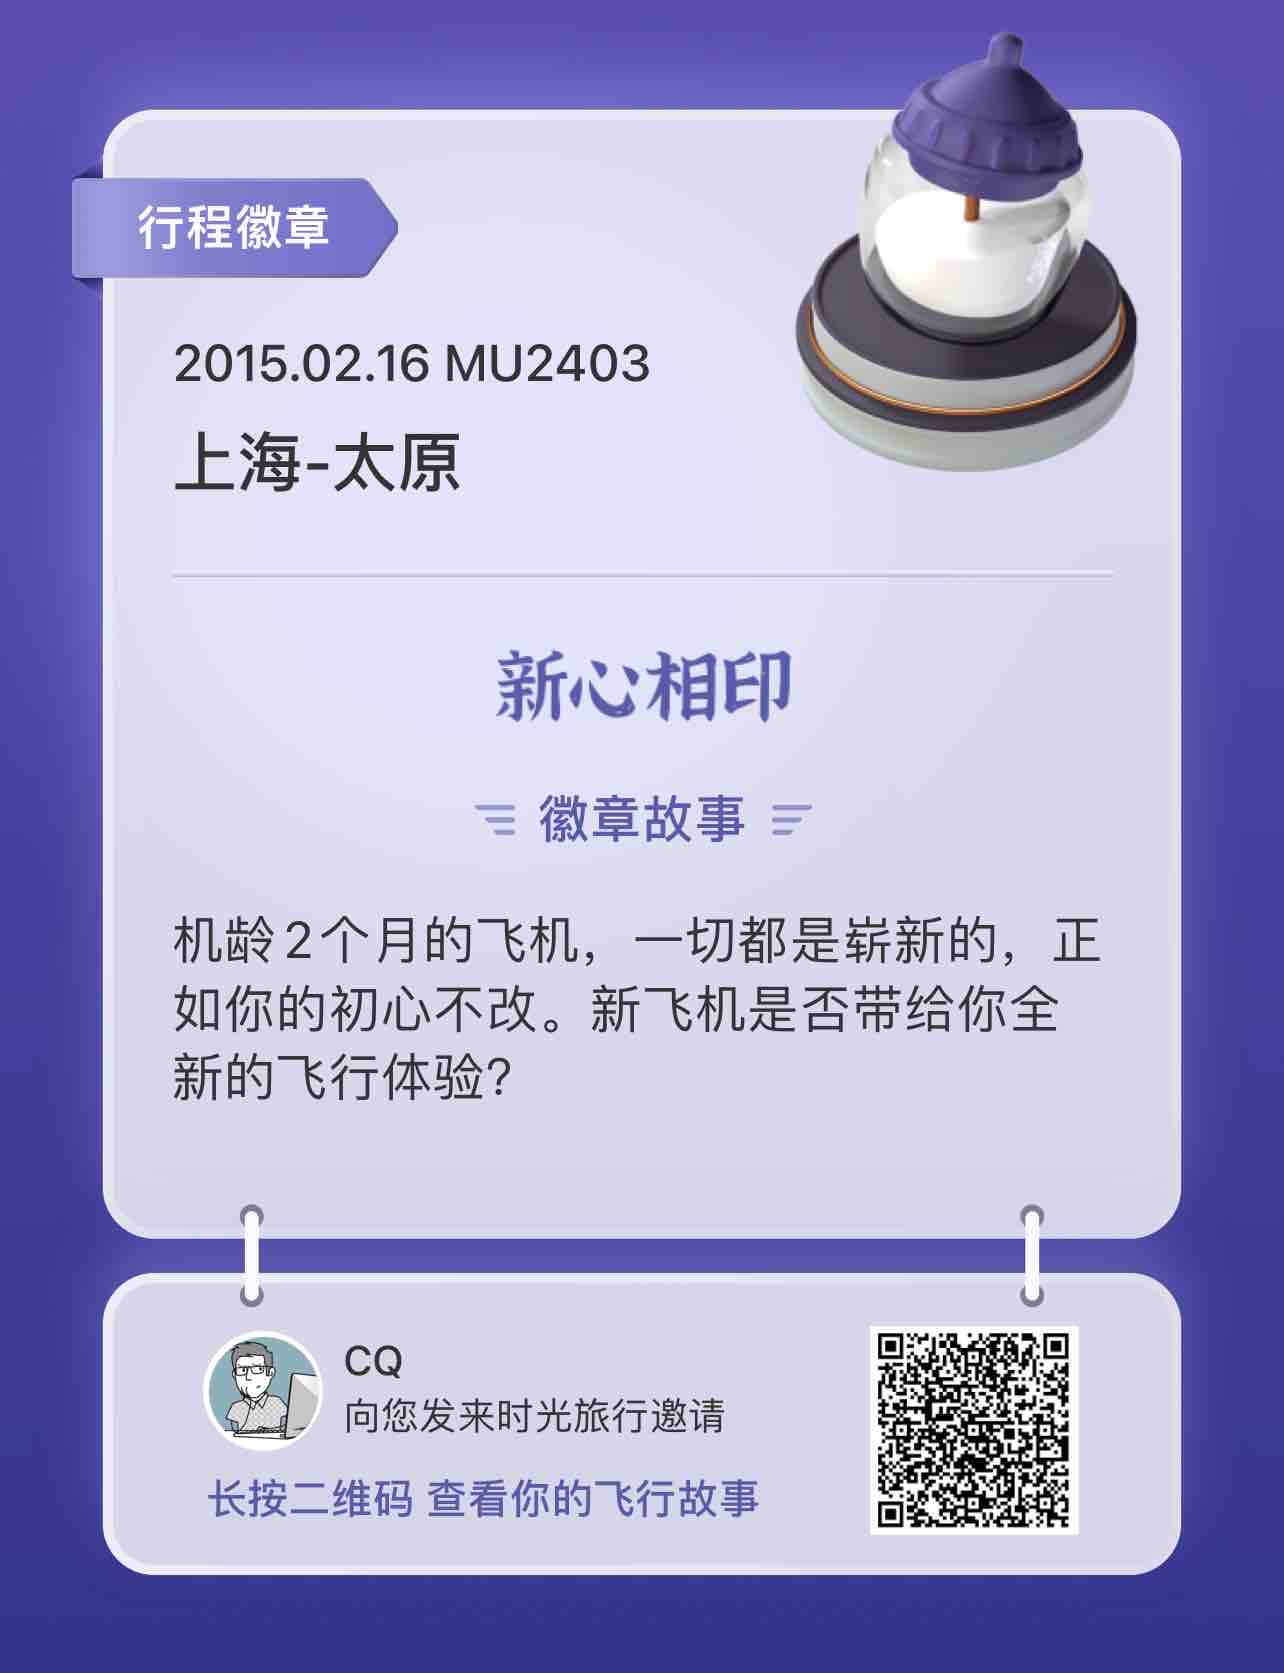 行程徽章
2015.02.16 MU2403
上海-太原
新心相印
徽章故事
机龄2个月的飞机，一切都是崭新的，正
如你的初心不改。新飞机是否带给你全
新的飞行体验？
CQ
向您发来时光旅行邀请
长按二维码 查看你的飞行故事